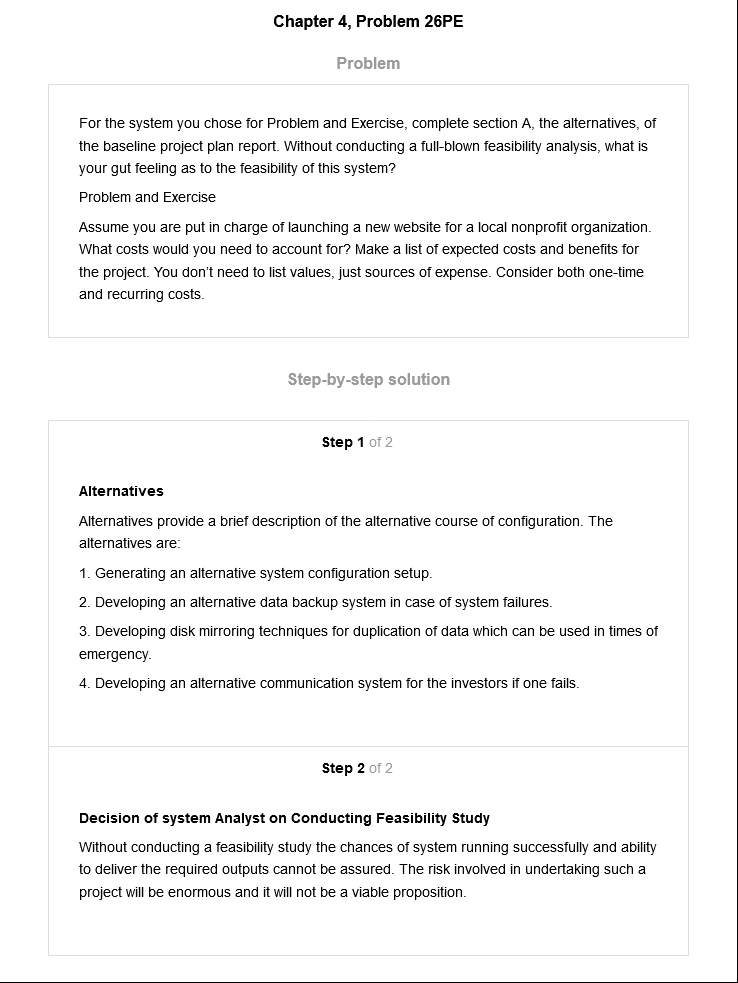 Chapter 4, Problem 26PE
Problem
For the system you chose for Problem and Exercise, complete section A, the alternatives, of
the baseline project plan report. Without conducting a full-blown feasibility analysis, what is
your gut feeling as to the feasibility of this system?
Problem and Exercise
Assume you are put in charge of launching a new website for a local nonprofit organization.
What costs would you need to account for? Make a list of expected costs and benefits for
the project. You don't need to list values, just sources of expense. Consider both one-time
and recurring costs.
Step-by-step solution
Step 1 of 2
Alternatives
Alternatives provide a brief description of the alternative course of configuration. The
alternatives are:
1. Generating an alternative system configuration setup.
2. Developing an alternative data backup system in case of system failures.
3. Developing disk mirroring techniques for duplication of data which can be used in times of
emergency.
4. Developing an alternative communication system for the investors if one fails.
Step 2 of 2
Decision of system Analyst on Conducting Feasibility Study
Without conducting a feasibility study the chances of system running successfully and ability
to deliver the required outputs cannot be assured. The risk involved in undertaking such a
project will be enormous and it will not be a viable proposition.